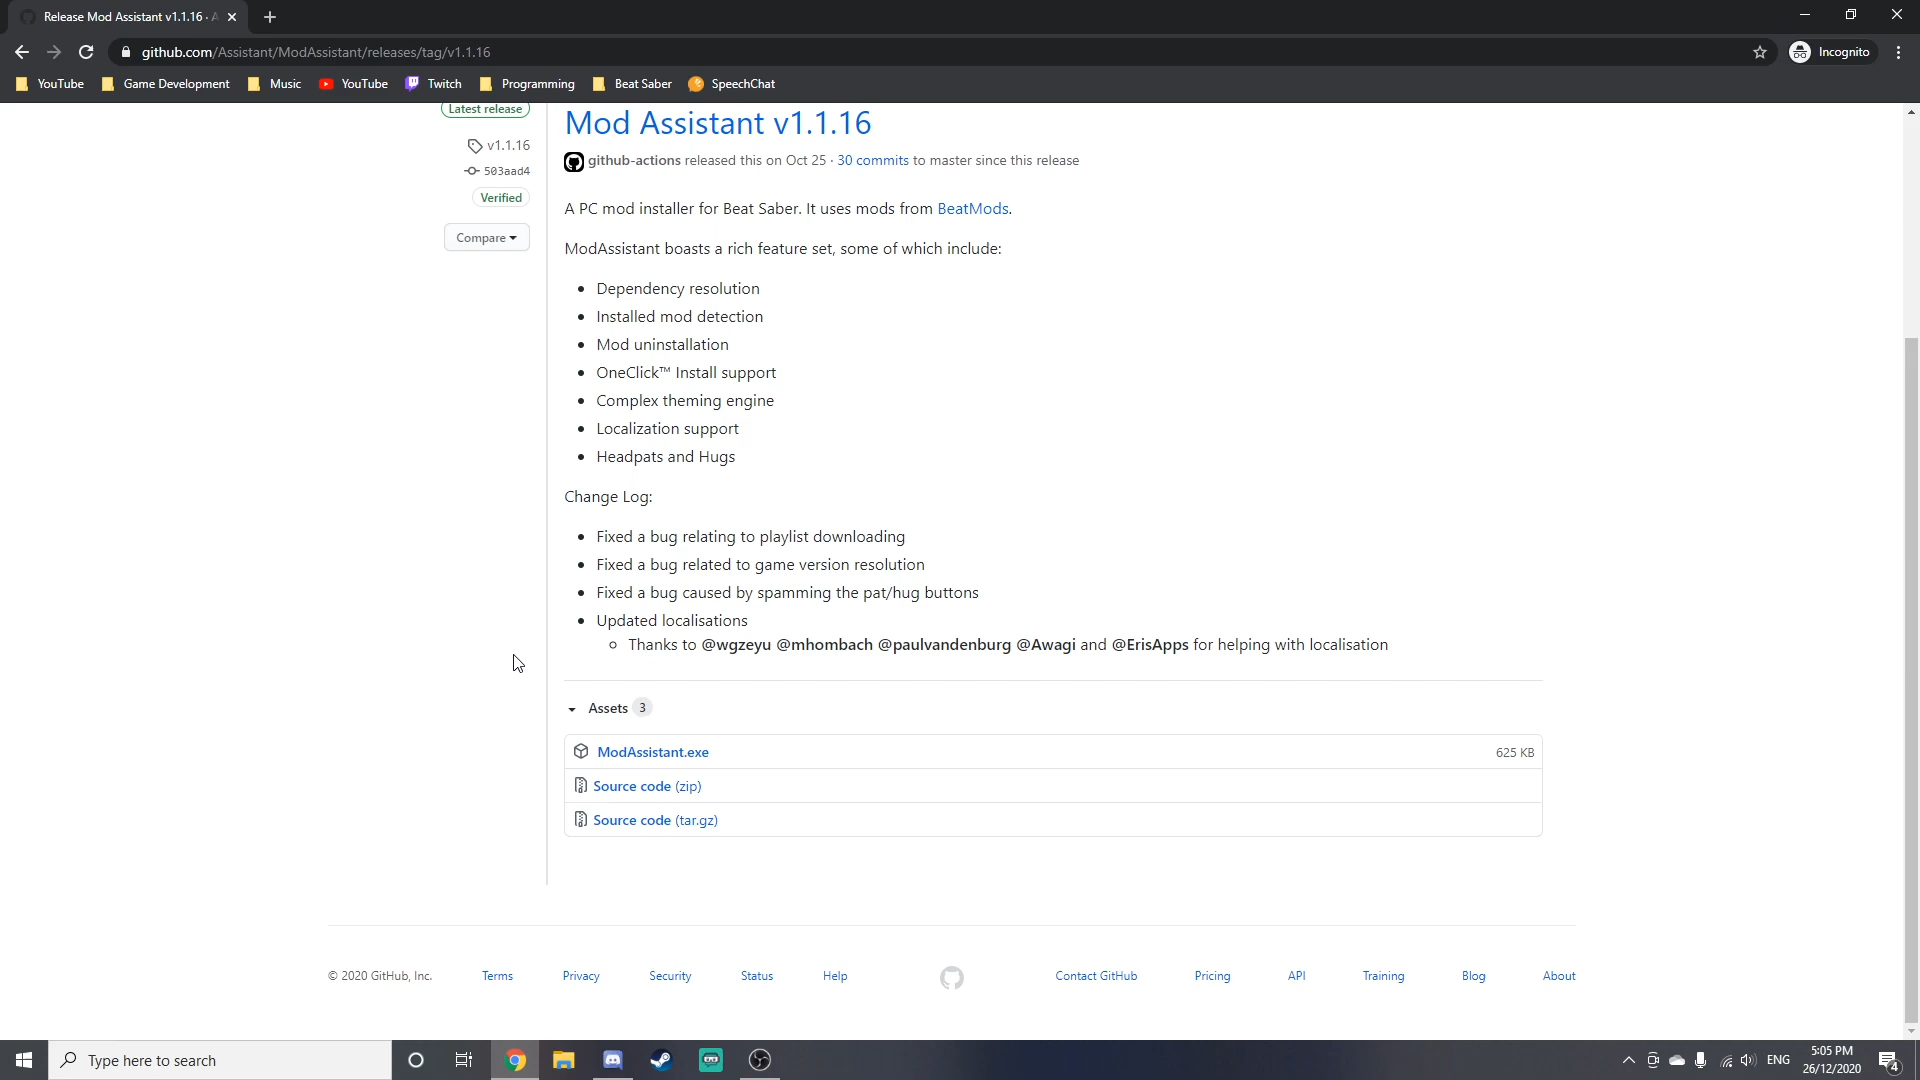 Release Mod Assistant v1.1.16 · A
github.com/Assistant/ModAssistant/releases/tag/v1.1.16
Incognito
YouTube
Game Development
Music
YouTube
Twitch
Programming
Beat Saber
SpeechChat
Latest release
v1.1.16
503aad4
Verified
Compare
Mod Assistant v1.1.16
github-actions released this on Oct 25 · 30 commits to master since this release
A PC mod installer for Beat Saber. It uses mods from BeatMods.
ModAssistant boasts a rich feature set, some of which include:
Dependency resolution
Installed mod detection
Mod uninstallation
OneClick™ Install support
Complex theming engine
Localization support
Headpats and Hugs
Change Log:
Fixed a bug relating to playlist downloading
Fixed a bug related to game version resolution
Fixed a bug caused by spamming the pat/hug buttons
Updated localisations
Thanks to @wgzeyu @mhombach @paulvandenburg @Awagi and @ErisApps for helping with localisation
Assets 3
ModAssistant.exe
625 KB
Source code (zip)
Source code (tar.gz)
© 2020 GitHub, Inc.
Terms
Privacy
Security
Status
Help
Contact GitHub
Pricing
API
Training
Blog
About
Type here to search
ENG
5:05 PM
26/12/2020
4